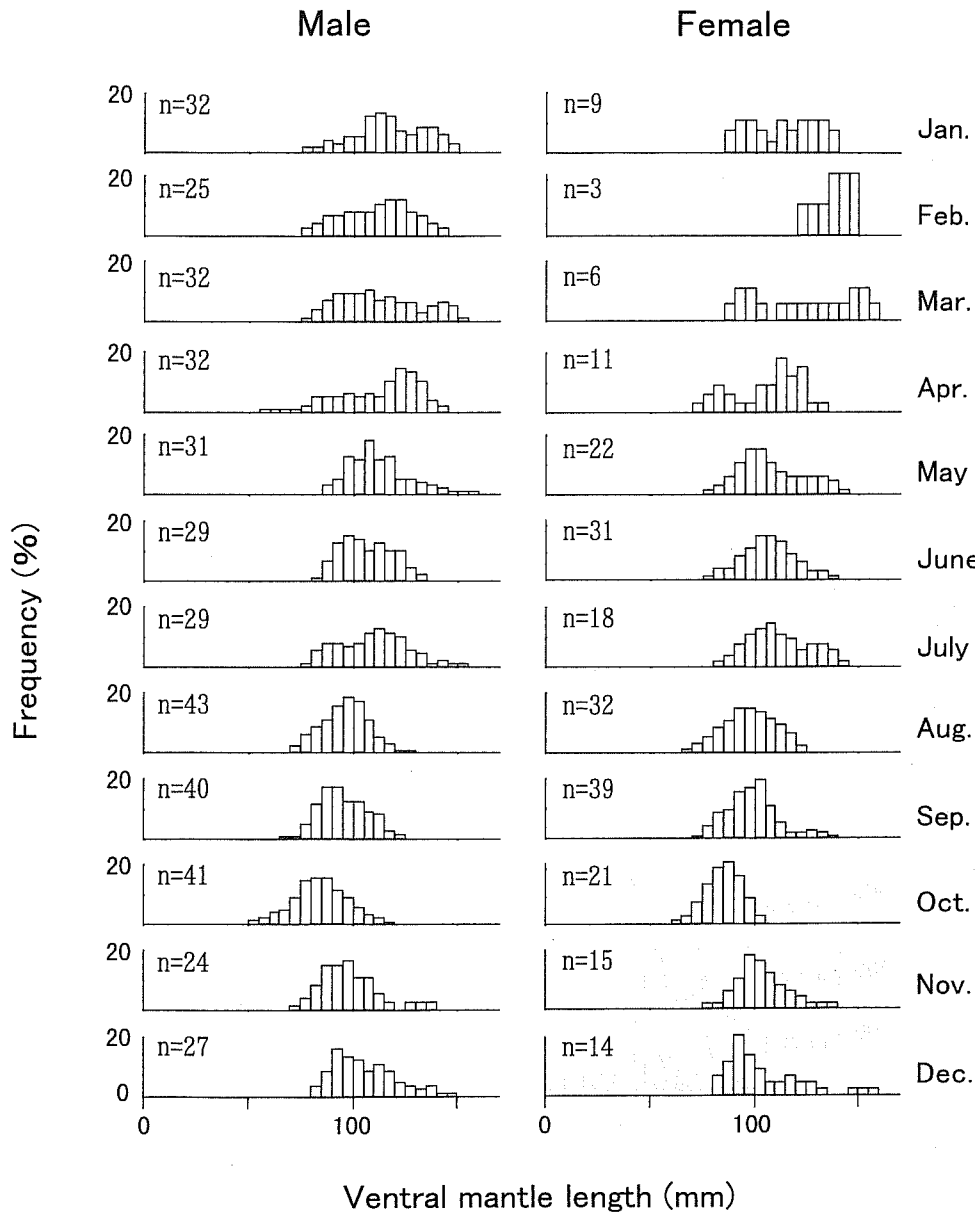 Male Female
20 n=32 n=9 Jan.
20 n=25 n=3 Feb.
20 n=32 n=6 Mar.
20 n=32 n=11 Apr.
20 n=31 n=22 May
20 n=29 n=31 June
20 n=29 n=18 July
20 n=43 n=32 Aug.
20 n=40 n=39 Sep.
20 n=41 n=21 Oct.
20 n=24 n=15 Nov.
20 n=27 n=14 Dec.
0
0 100 0 100
Frequency (%)
Ventral mantle length (mm)